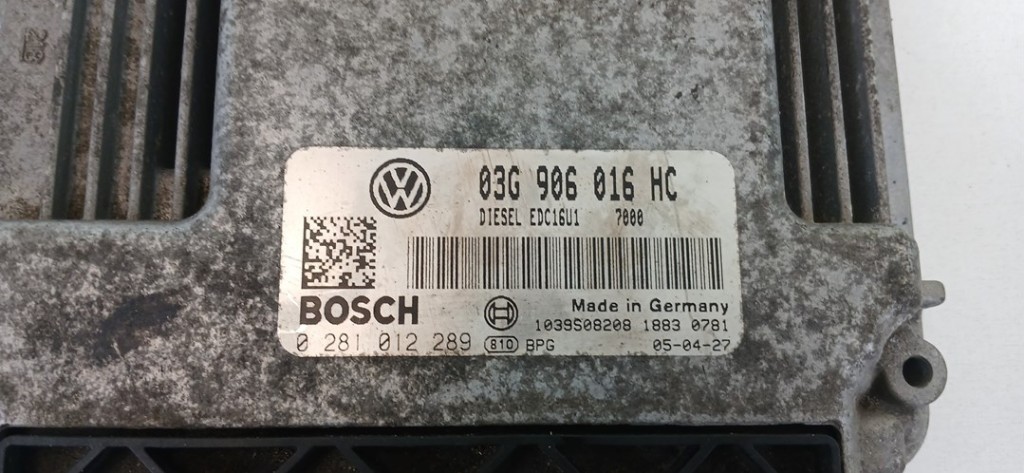 03G 906 016 HC
DIESEL EDC16U1 7000
BOSCH
Made in Germany
1039S08208 1883 0781
0 281 012 289 810 BPG 05-04-27